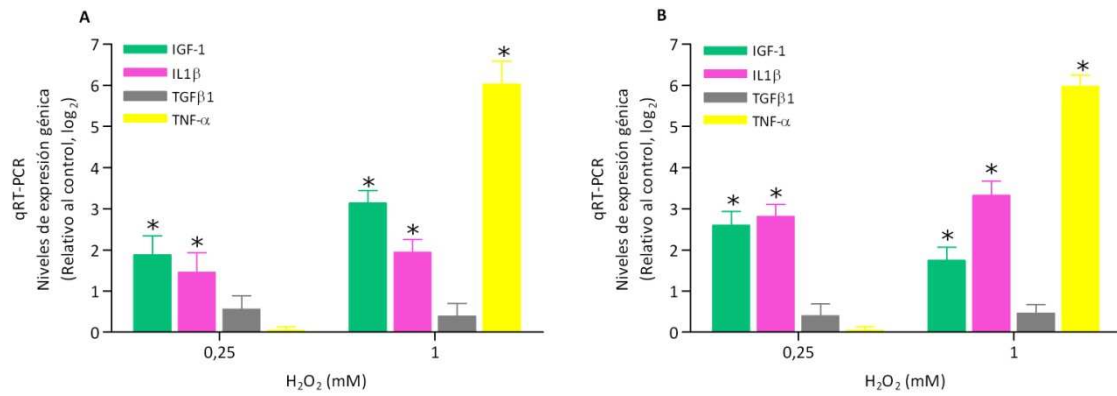 A
qRT-PCR
Niveles de expresión génica
(Relativo al control, log₂)
7
6
5
4
3
2
1
0
IGF-1
IL1β
TGFβ1
TNF-α
*
*
*
*
*
0,25
1
H₂O₂ (mM)
B
qRT-PCR
Niveles de expresión génica
(Relativo al control, log₂)
7
6
5
4
3
2
1
0
IGF-1
IL1β
TGFβ1
TNF-α
*
*
*
*
*
0,25
1
H₂O₂ (mM)